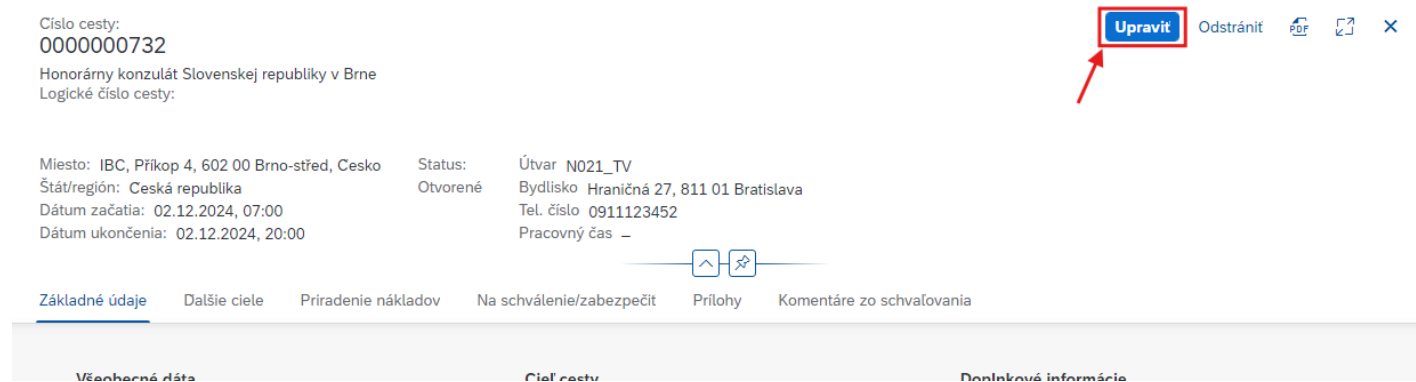 Číslo cesty:
0000000732
Upraviť
Odstrániť
PDF
Honorárny konzulát Slovenskej republiky v Brne
Logické číslo cesty:
Miesto: IBC, Příkop 4, 602 00 Brno-střed, Cesko
Status:
Útvar N021_TV
Štát/región: Ceská republika
Otvorené
Bydlisko Hraničná 27, 811 01 Bratislava
Dátum začatia: 02.12.2024, 07:00
Tel. číslo 0911123452
Dátum ukončenia: 02.12.2024, 20:00
Pracovný čas –
Základné údaje
Dalšie ciele
Priradenie nákladov
Na schválenie/zabezpečit
Prílohy
Komentáre zo schvaľovania
Všeobecné dáta
Cieľ cesty
Doplnkové informácie